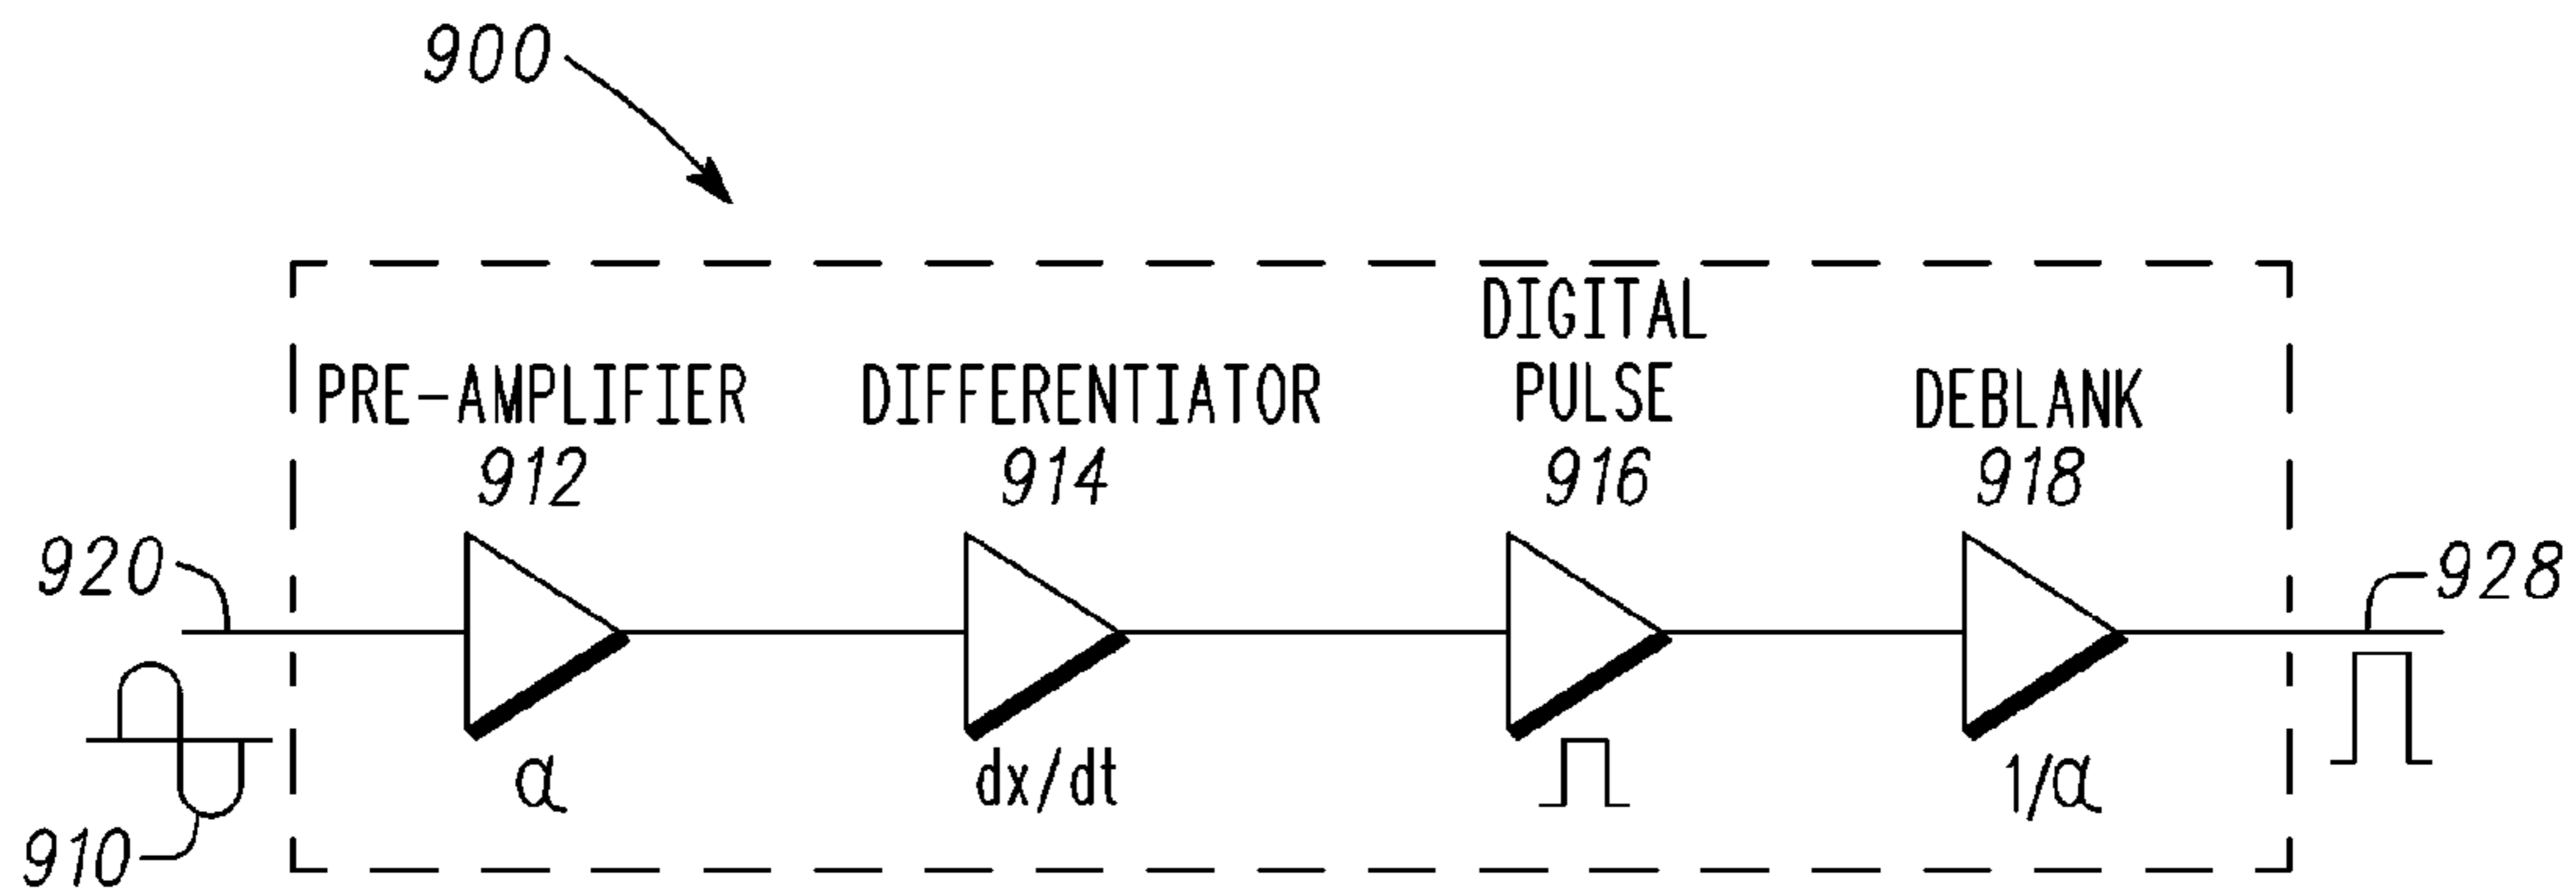 900
DIGITAL
PRE-AMPLIFIER DIFFERENTIATOR PULSE DEBLANK
912 914 916 918
920 928
α dx/dt 1/α
910